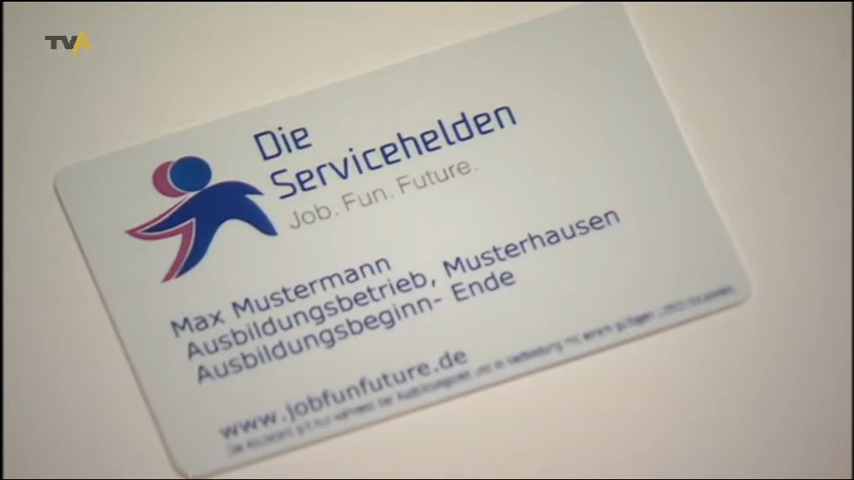 TVA
Die
Servicehelden
Job. Fun. Future.
Max Mustermann
Ausbildungsbetrieb, Musterhausen
Ausbildungsbeginn- Ende
www.jobfunfuture.de